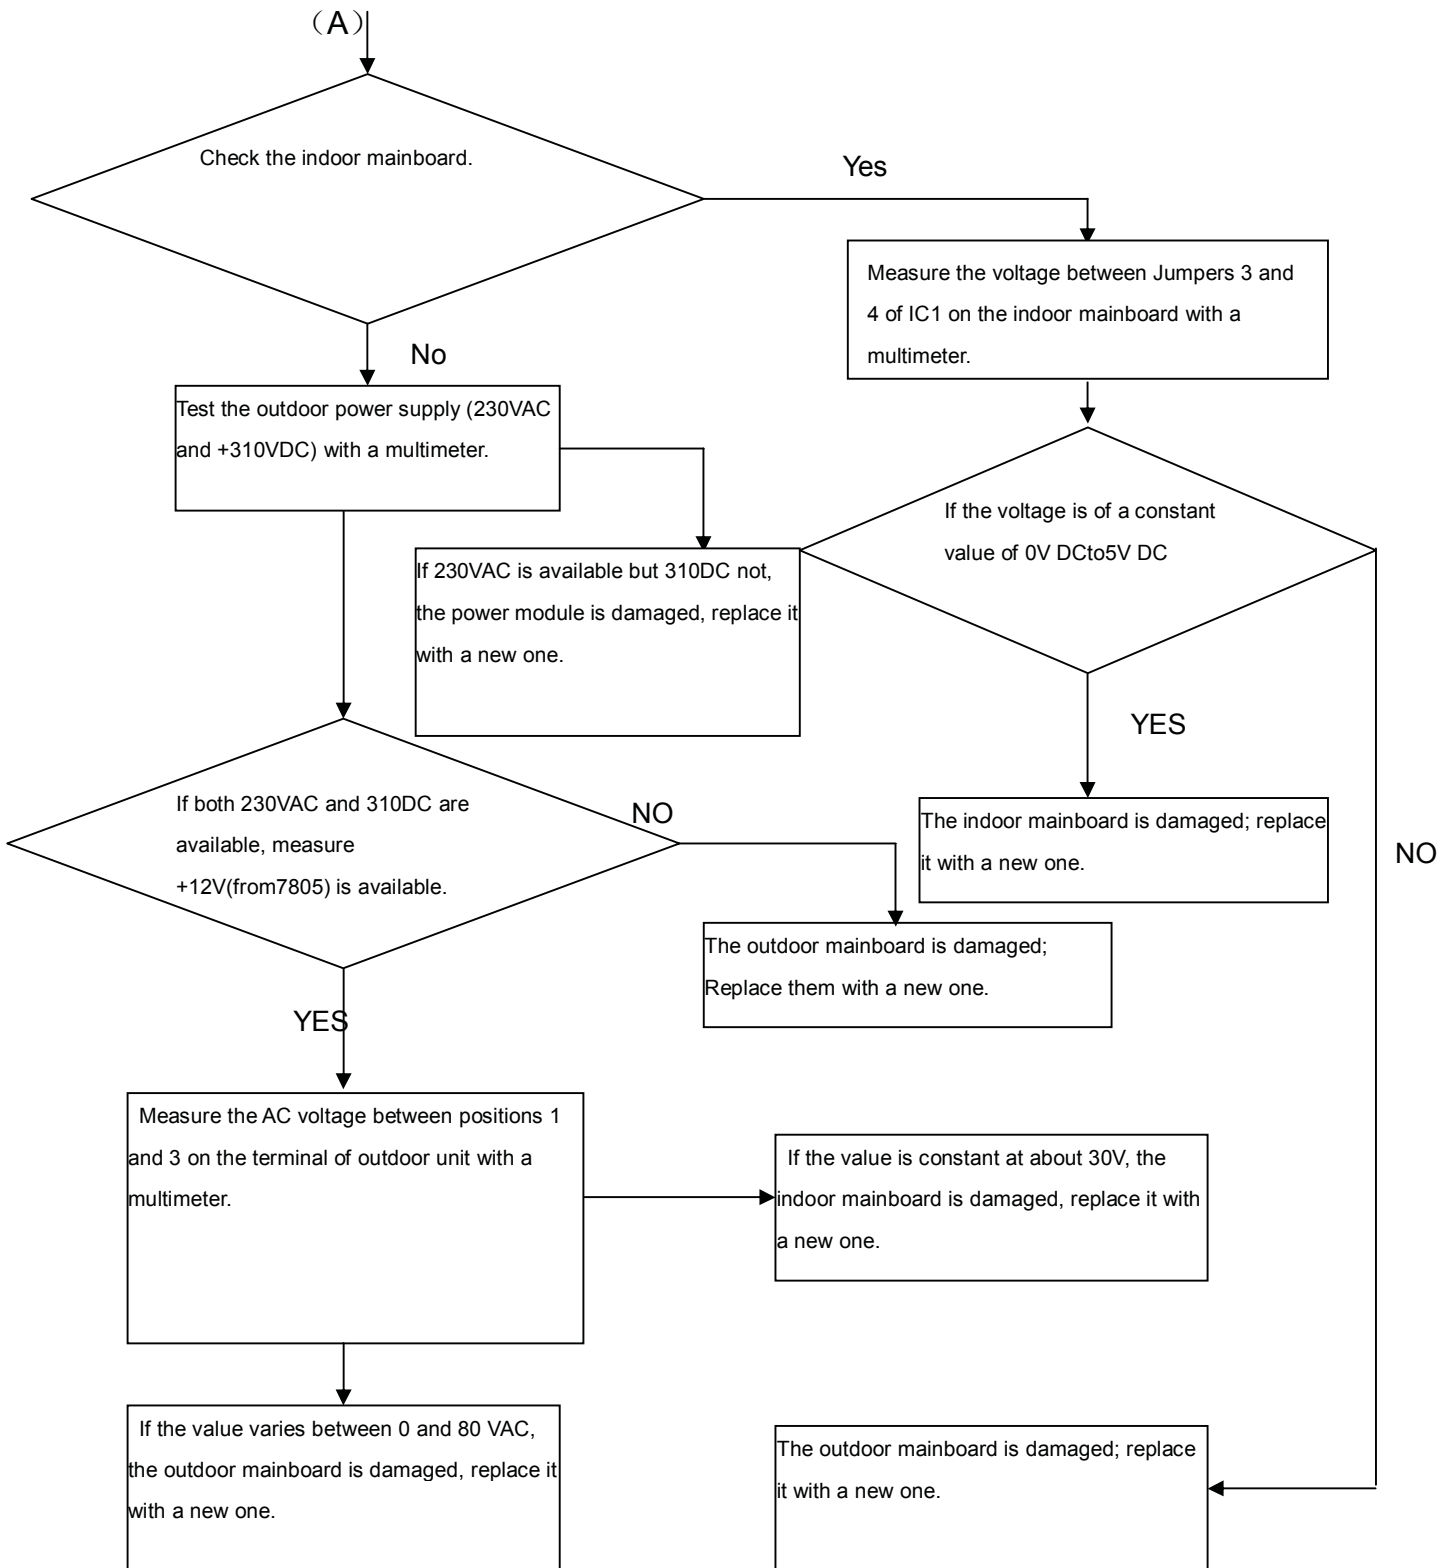 （A）
Check the indoor mainboard.
Yes
Measure the voltage between Jumpers 3 and
4 of IC1 on the indoor mainboard with a
multimeter.
No
Test the outdoor power supply (230VAC
and +310VDC) with a multimeter.
If the voltage is of a constant
value of 0V DCto5V DC
If 230VAC is available but 310DC not,
the power module is damaged, replace it
with a new one.
YES
If both 230VAC and 310DC are
available, measure
+12V(from7805) is available.
NO
The indoor mainboard is damaged; replace
it with a new one.
NO
The outdoor mainboard is damaged;
Replace them with a new one.
YES
Measure the AC voltage between positions 1
and 3 on the terminal of outdoor unit with a
multimeter.
If the value is constant at about 30V, the
indoor mainboard is damaged, replace it with
a new one.
If the value varies between 0 and 80 VAC,
the outdoor mainboard is damaged, replace it
with a new one.
The outdoor mainboard is damaged; replace
it with a new one.